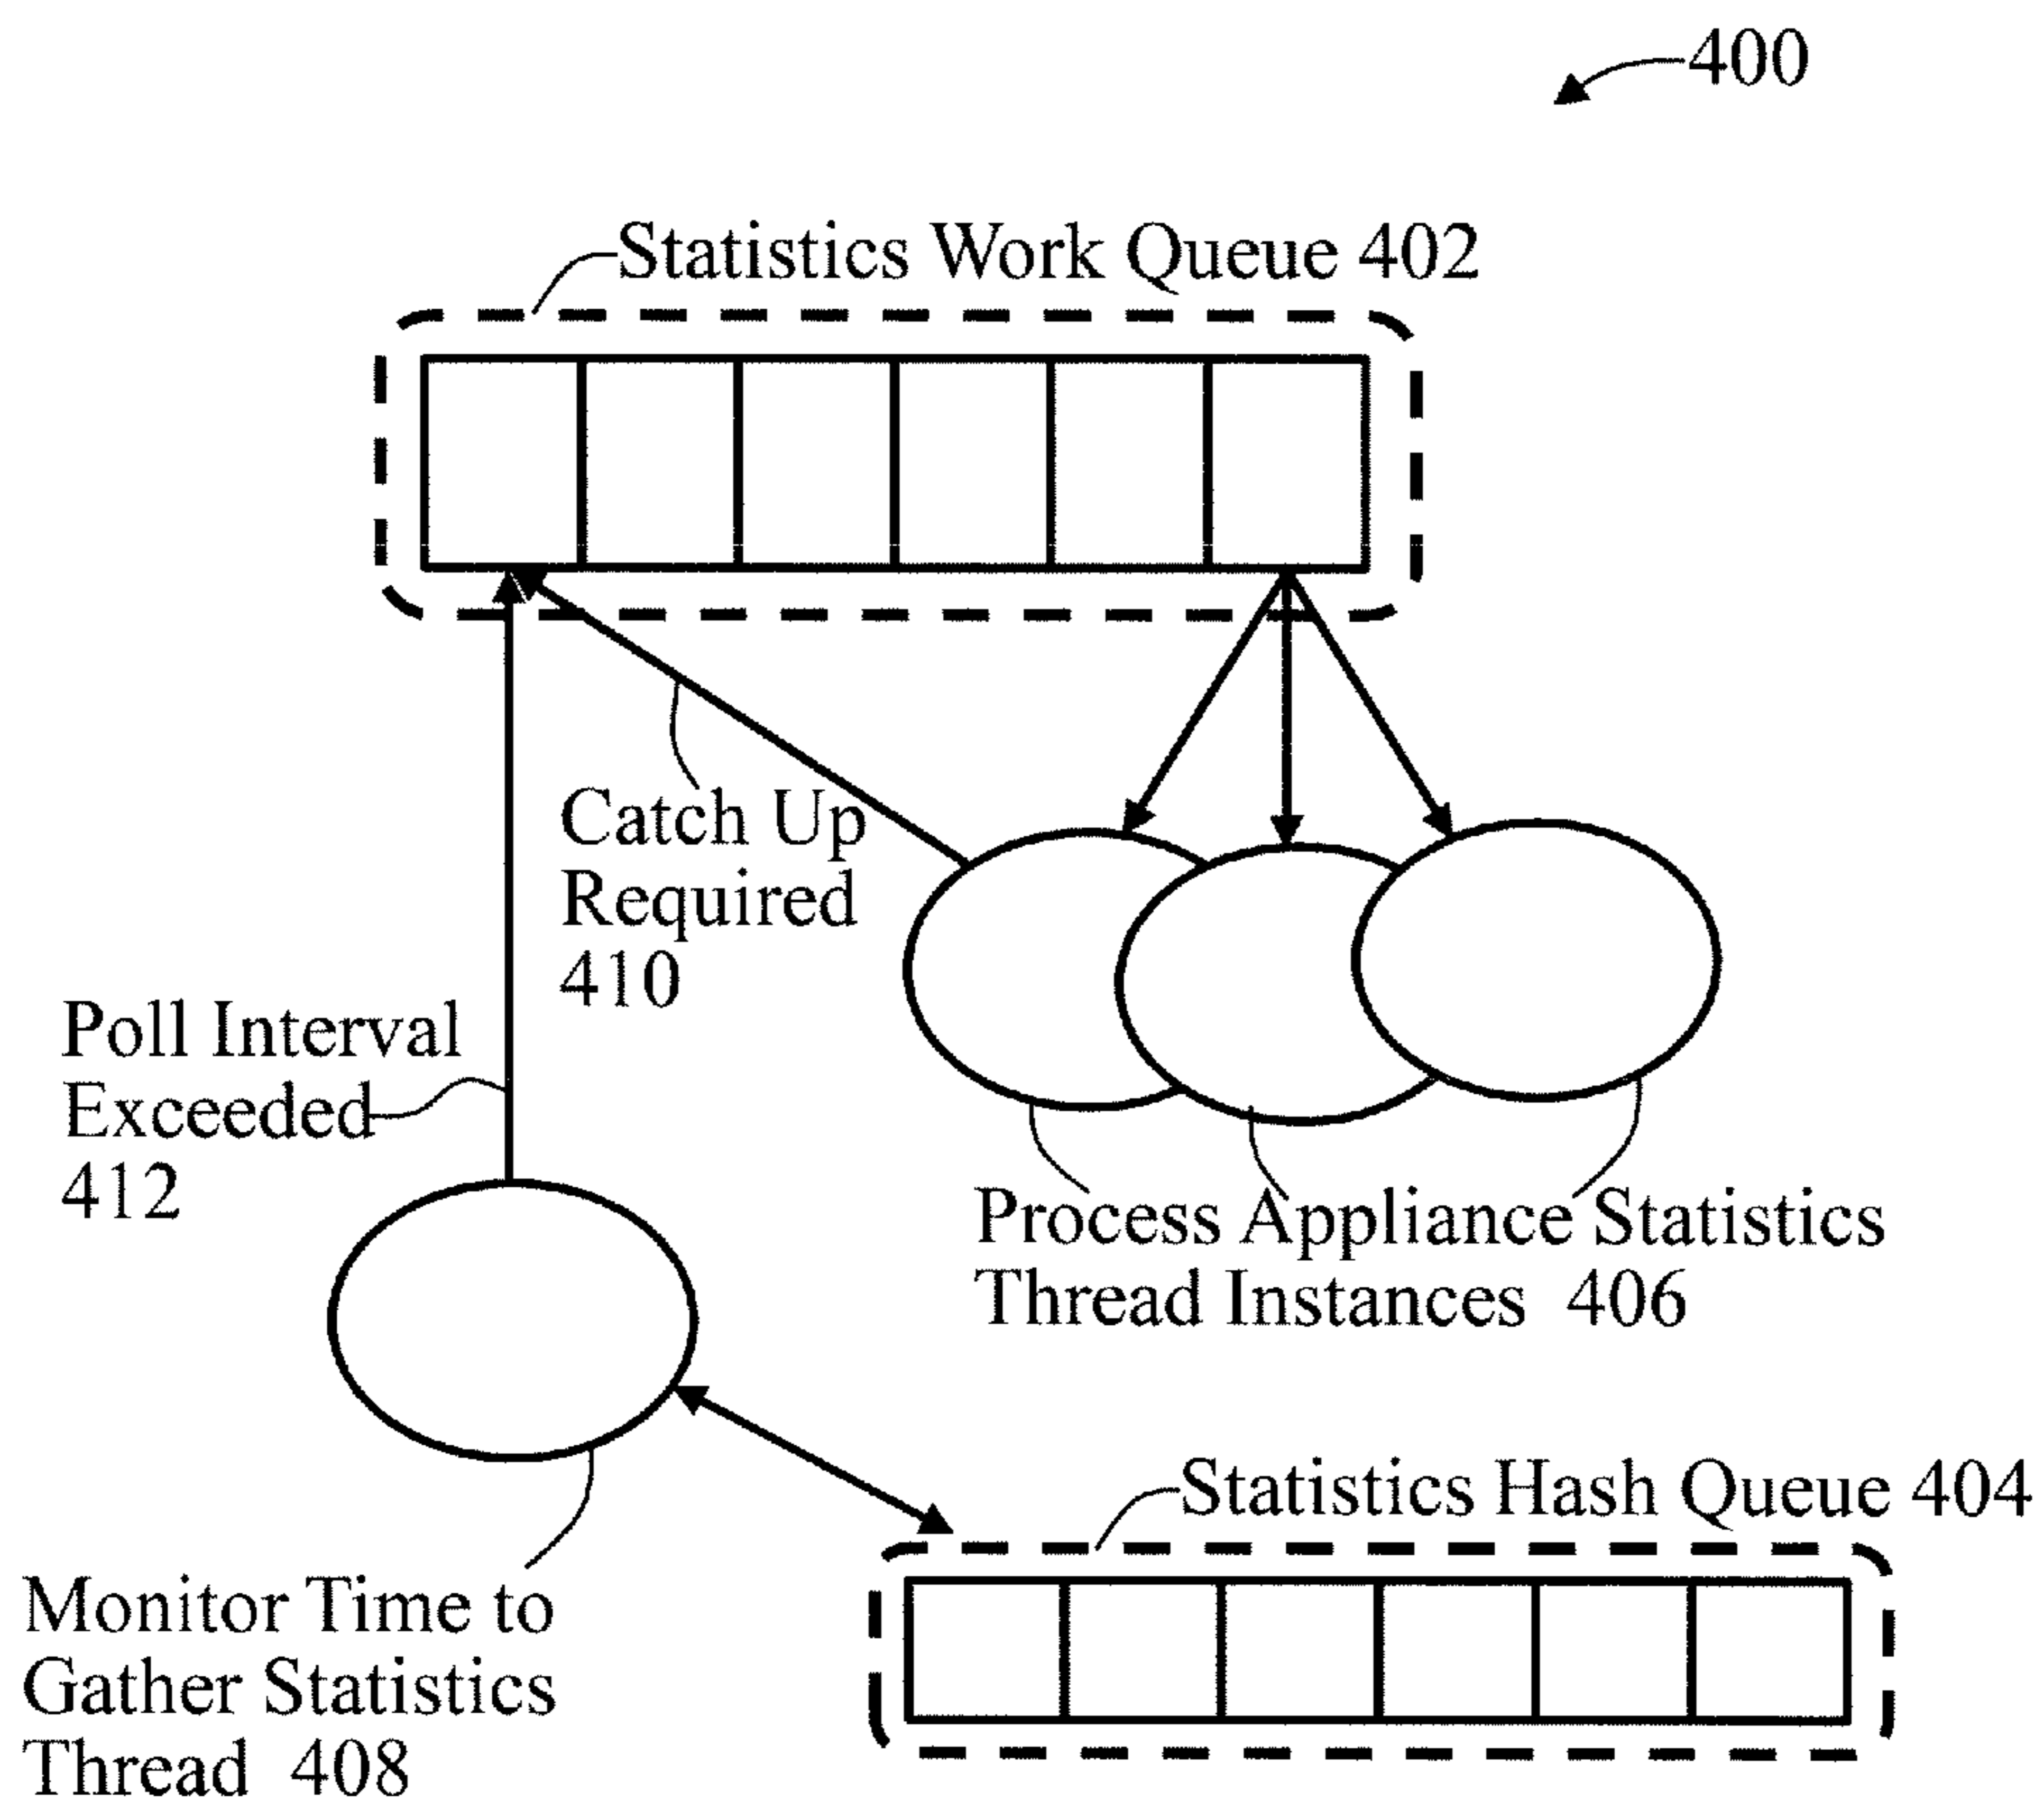 400
Statistics Work Queue 402
Catch Up
Required
410
Poll Interval
Exceeded
412
Process Appliance Statistics
Thread Instances 406
Statistics Hash Queue 404
Monitor Time to
Gather Statistics
Thread 408